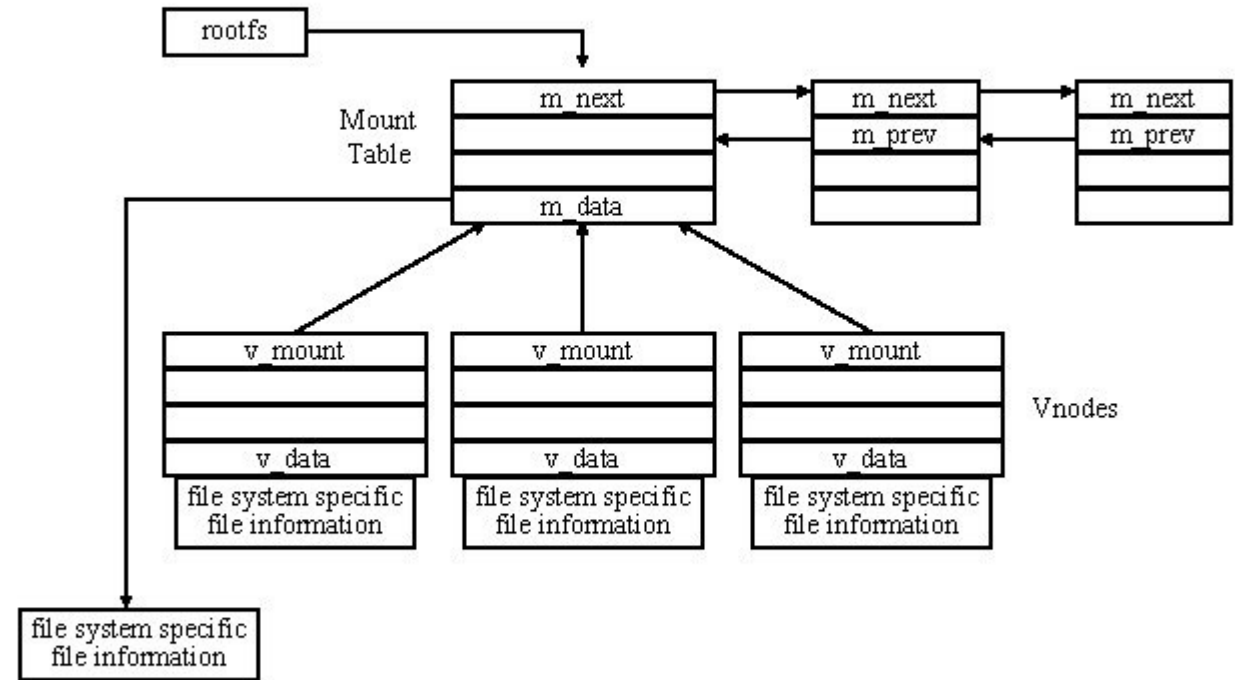 rootfs
m_next
m_next
m_next
Mount
Table
m_prev
m_prev
m_data
v_mount
v_mount
v_mount
Vnodes
v_data
v_data
v_data
file system specific
file information
file system specific
file information
file system specific
file information
file system specific
file information